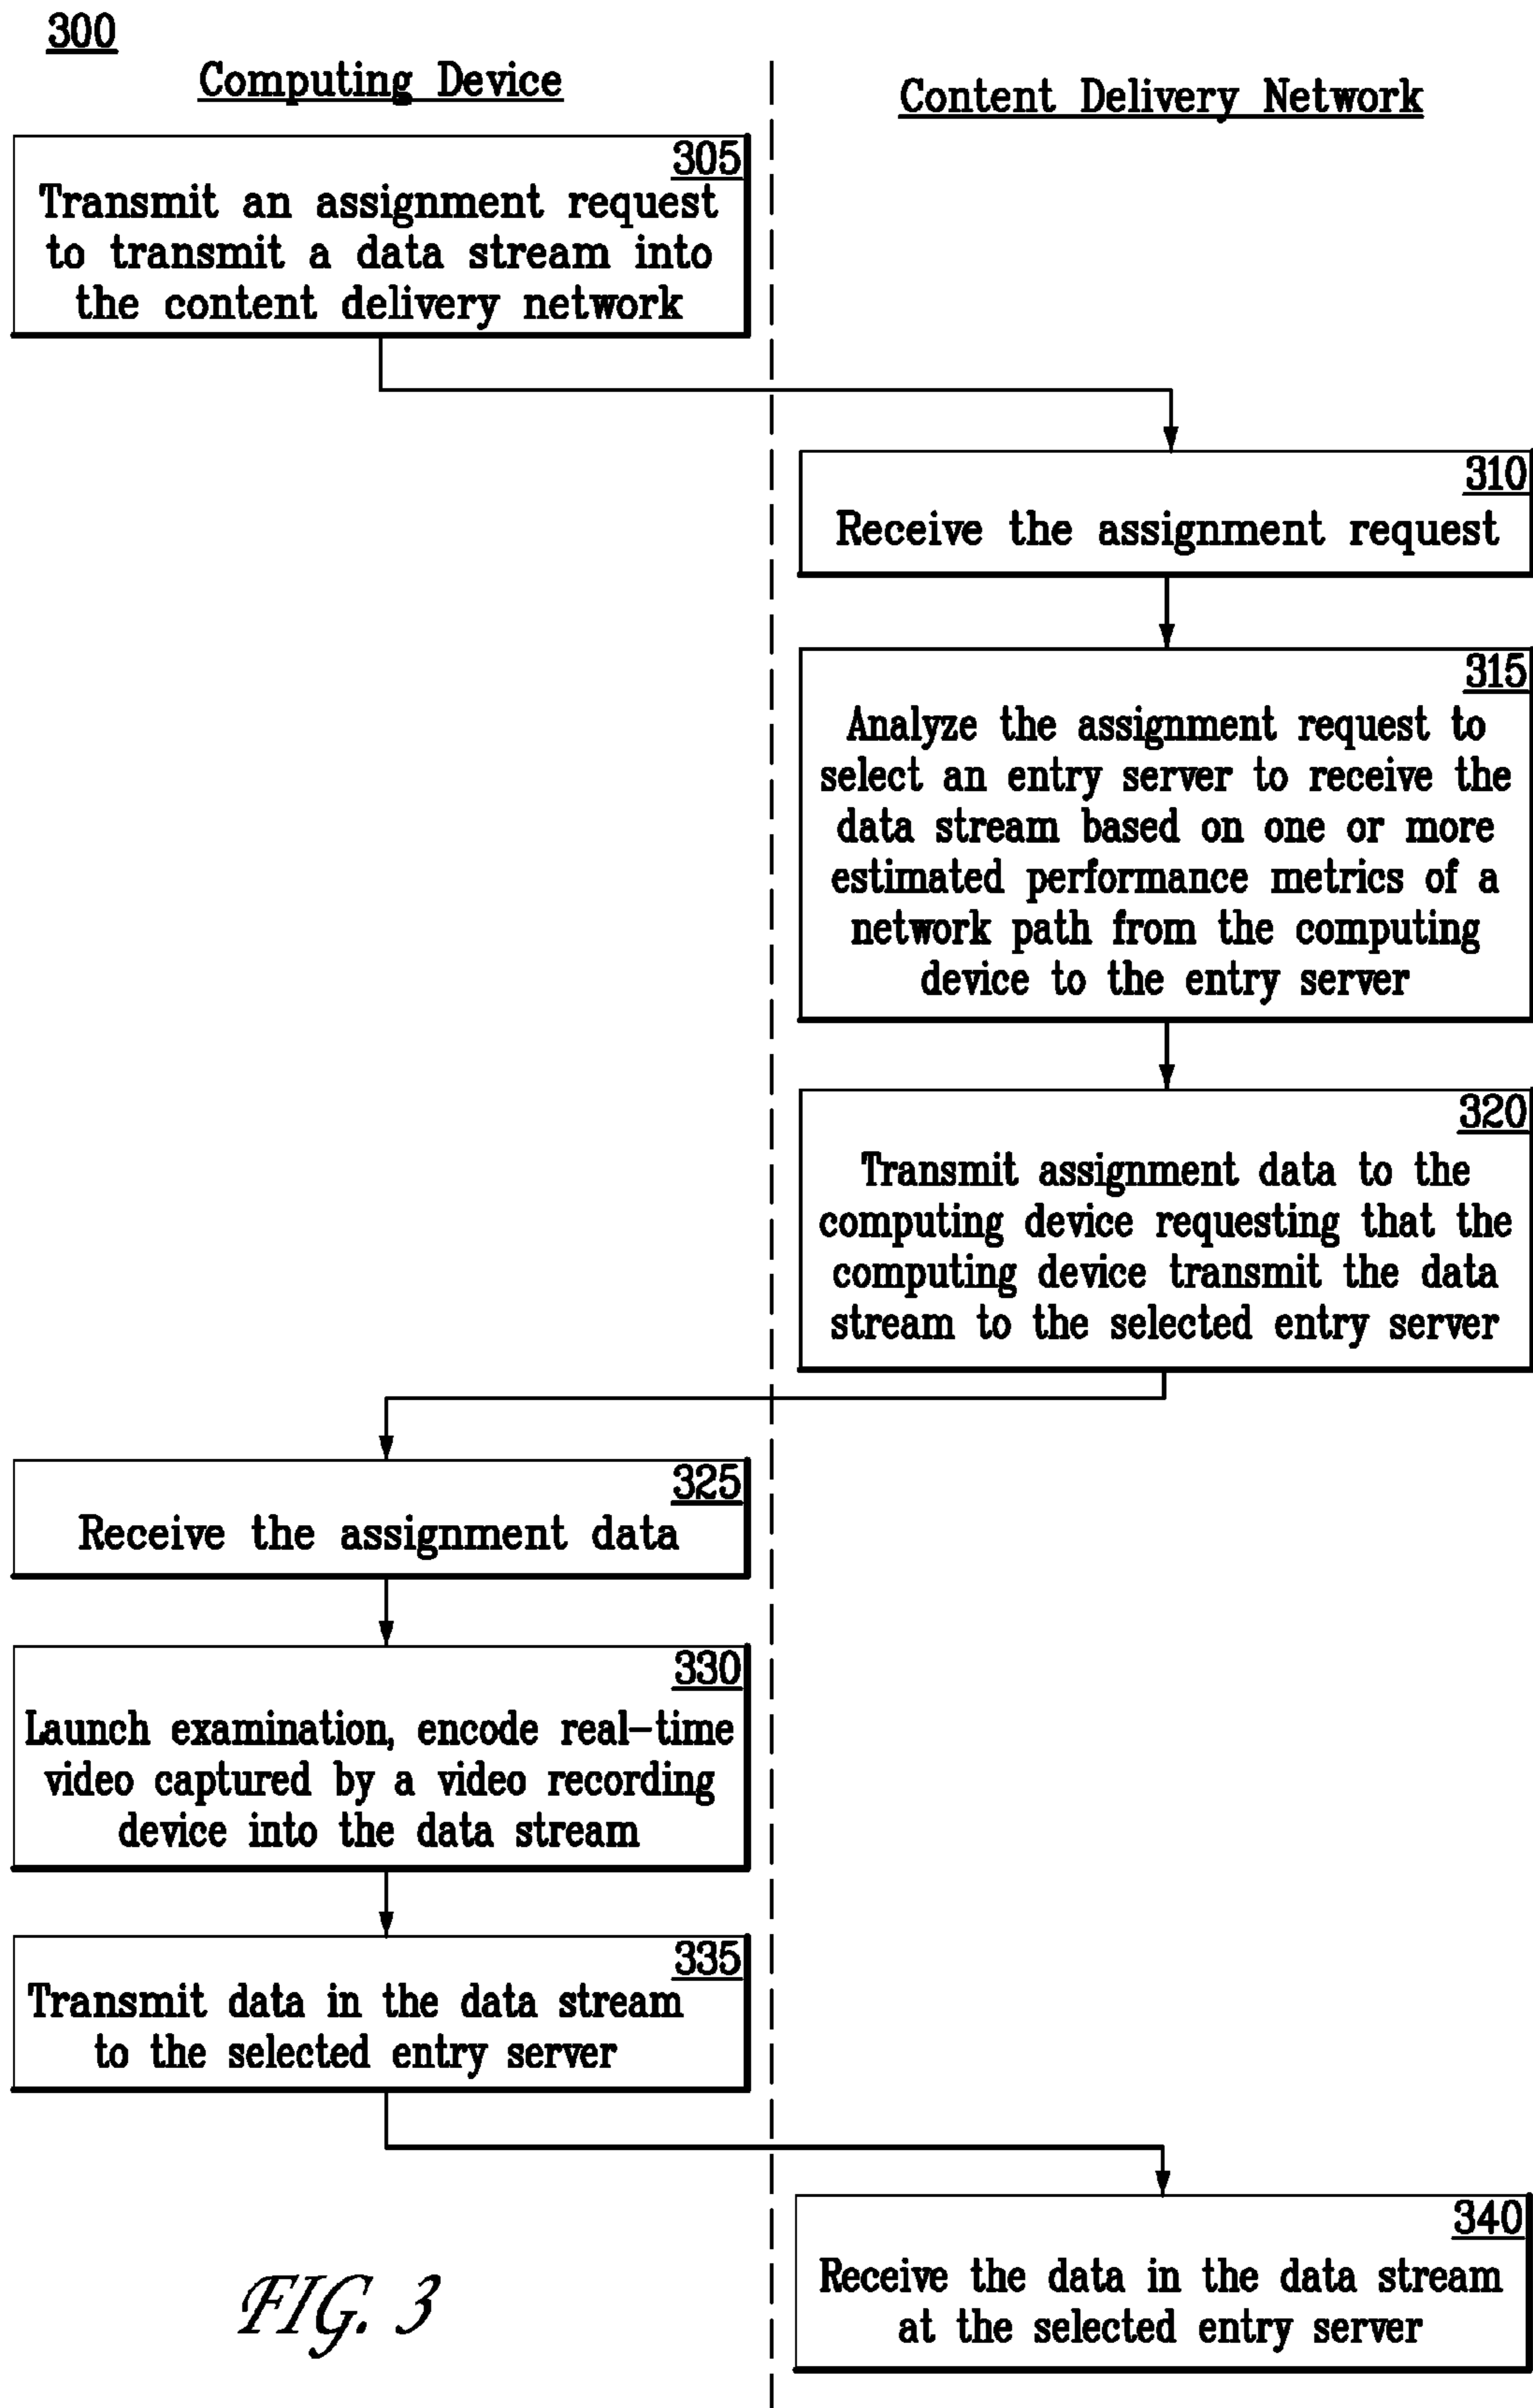 300
Computing Device
Content Delivery Network
305
Transmit an assignment request
to transmit a data stream into
the content delivery network
310
Receive the assignment request
315
Analyze the assignment request to
select an entry server to receive the
data stream based on one or more
estimated performance metrics of a
network path from the computing
device to the entry server
320
Transmit assignment data to the
computing device requesting that the
computing device transmit the data
stream to the selected entry server
325
Receive the assignment data
330
Launch examination, encode real-time
video captured by a video recording
device into the data stream
335
Transmit data in the data stream
to the selected entry server
340
Receive the data in the data stream
at the selected entry server
FIG. 3